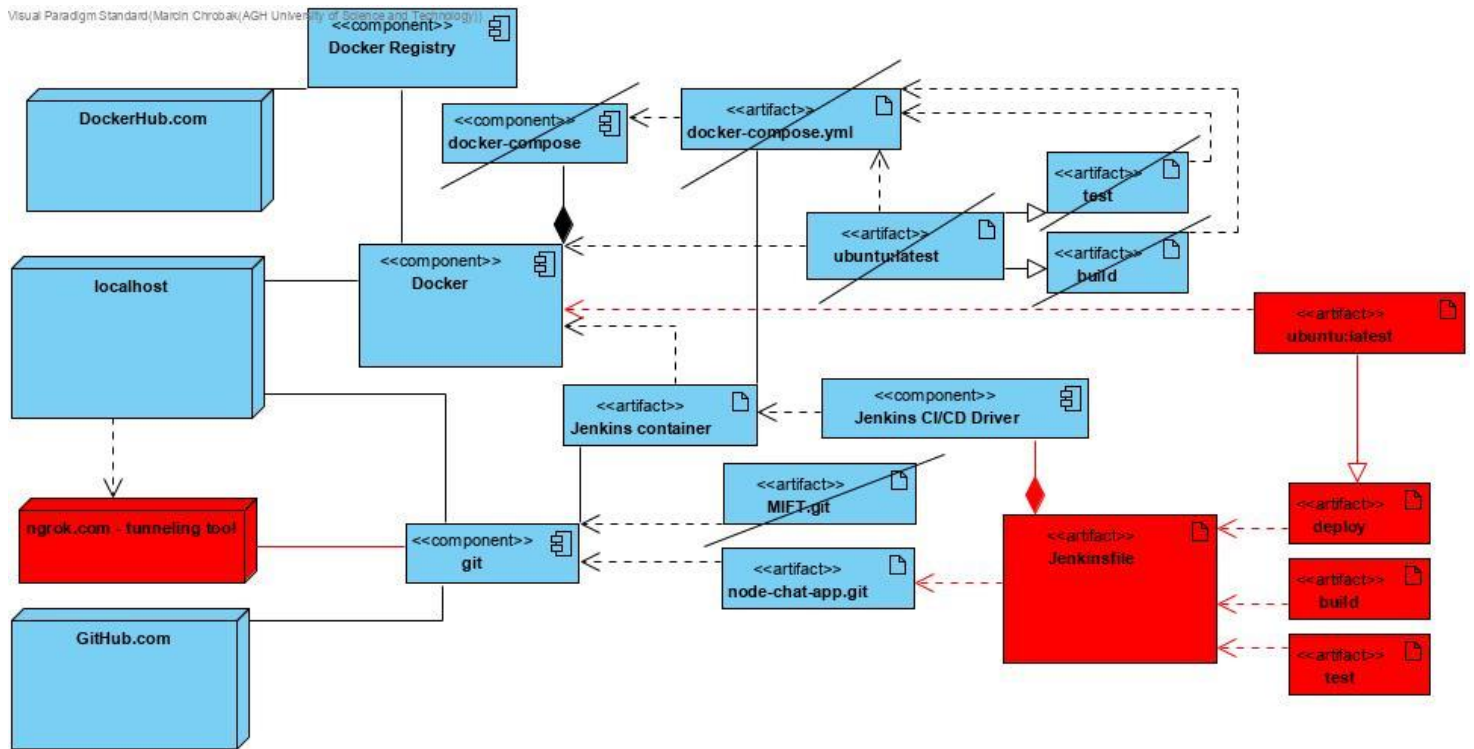 Visual Paradigm Standard(Marcin Chrobak(AGH University of Science and Technology))
<<component>>
Docker Registry
DockerHub.com
<<component>>
docker-compose
<<artifact>>
docker-compose.yml
<<artifact>>
test
<<artifact>>
ubuntu:latest
<<artifact>>
build
localhost
<<component>>
Docker
<<artifact>>
ubuntu:latest
<<artifact>>
Jenkins container
<<component>>
Jenkins CI/CD Driver
<<artifact>>
MIFT.git
ngrok.com - tunneling tool
<<component>>
git
<<artifact>>
node-chat-app.git
<<artifact>>
Jenkinsfile
<<artifact>>
deploy
<<artifact>>
build
<<artifact>>
test
GitHub.com